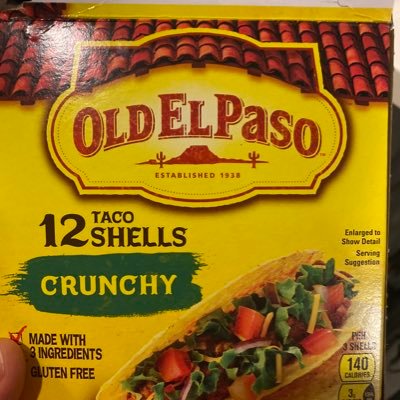 OLD EL PASO
ESTABLISHED 1938
12 TACO
SHELLS
Enlarged to
Show Detail
Serving
Suggestion
CRUNCHY
MADE WITH
3 INGREDIENTS
GLUTEN FREE
PER
3 SHELLS
140
CALORIES
3g